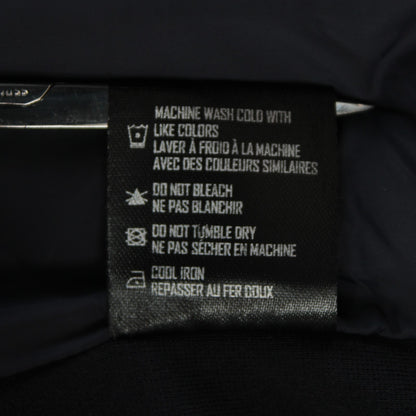 MACHINE WASH COLD WITH
LIKE COLORS
LAVER À FROID À LA MACHINE
AVEC DES COULEURS SIMILAIRES
DO NOT BLEACH
NE PAS BLANCHIR
DO NOT TUMBLE DRY
NE PAS SÉCHER EN MACHINE
COOL IRON
REPASSER AU FER DOUX